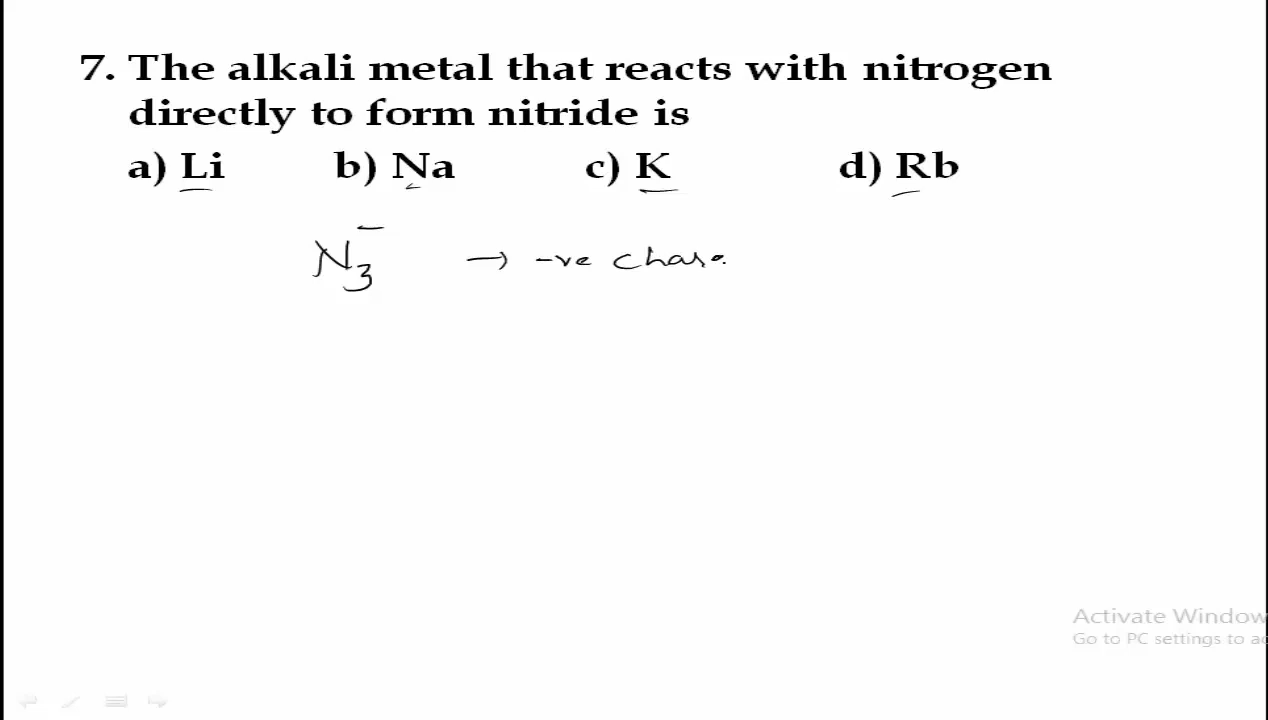 7. The alkali metal that reacts with nitrogen
directly to form nitride is
a) Li b) Na c) K d) Rb
N₃⁻ → -ve
Activate Window
Go to PC settings to ac